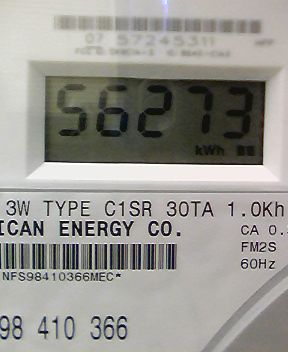 07 57245311
56273
kWh
3W TYPE C1SR 30TA 1.0Kh
ICAN ENERGY CO.
CA 0.
FM2S
60Hz
NFS98410366MEC*
98 410 366